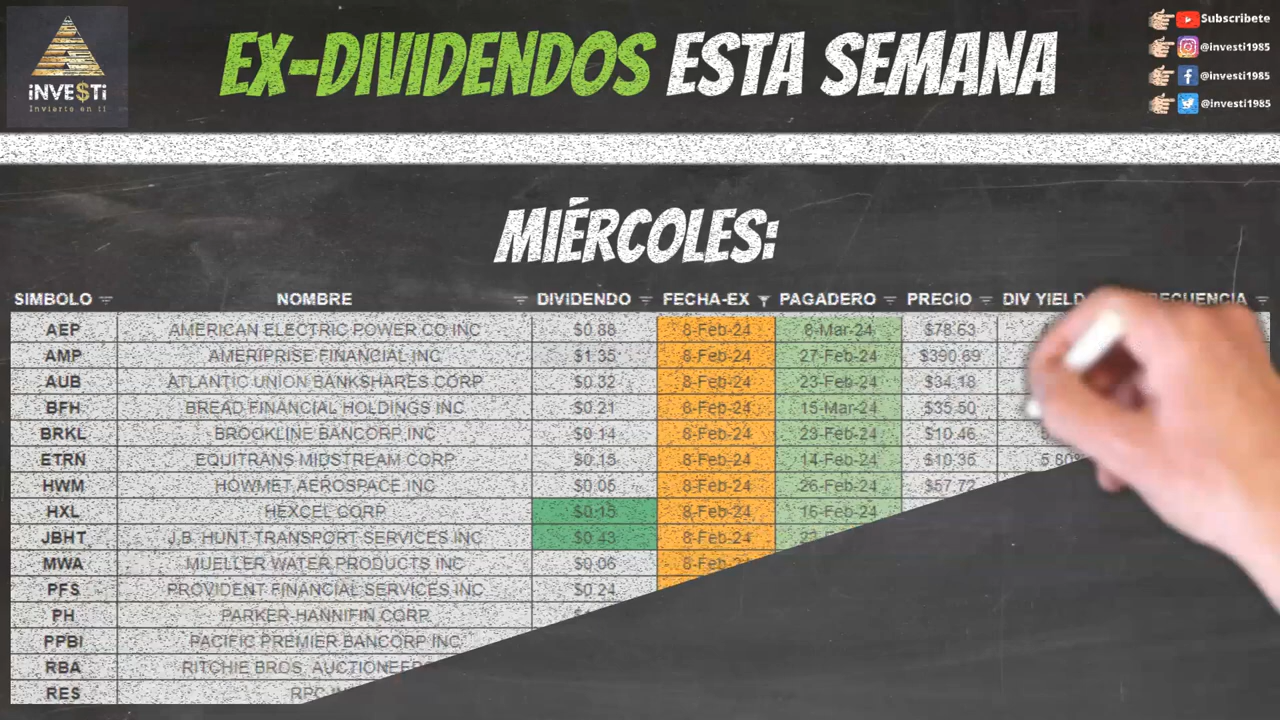 iNVE$Ti
Invierte en ti
EX-DIVIDENDOS ESTA SEMANA
Subscribete
@investi1985
@investi1985
@investi1985
MIÉRCOLES:
SIMBOLO NOMBRE DIVIDENDO FECHA-EX PAGADERO PRECIO DIV YIELD
AEP AMERICAN ELECTRIC POWER CO INC $0.88 8-Feb-24 8-Mar-24 $78.63
AMP AMERIPRISE FINANCIAL INC $1.35 8-Feb-24 27-Feb-24 $390.69
AUB ATLANTIC UNION BANKSHARES CORP $0.32 8-Feb-24 23-Feb-24 $34.18
BFH BREAD FINANCIAL HOLDINGS INC $0.21 8-Feb-24 15-Mar-24 $35.50
BRKL BROOKLINE BANCORP INC $0.14 8-Feb-24 23-Feb-24 $10.46
ETRN EQUITRANS MIDSTREAM CORP $0.15 8-Feb-24 14-Feb-24 $10.35 5.80%
HWM HOWMET AEROSPACE INC $0.05 8-Feb-24 26-Feb-24 $57.72
HXL HEXCEL CORP $0.15 8-Feb-24 16-Feb-24
JBHT J.B. HUNT TRANSPORT SERVICES INC $0.43 8-Feb-24
MWA MUELLER WATER PRODUCTS INC $0.06
PFS PROVIDENT FINANCIAL SERVICES INC $0.24
PH PARKER-HANNIFIN CORP
PPBI PACIFIC PREMIER BANCORP INC
RBA RITCHIE BROS. AUCTIONEER
RES RPC